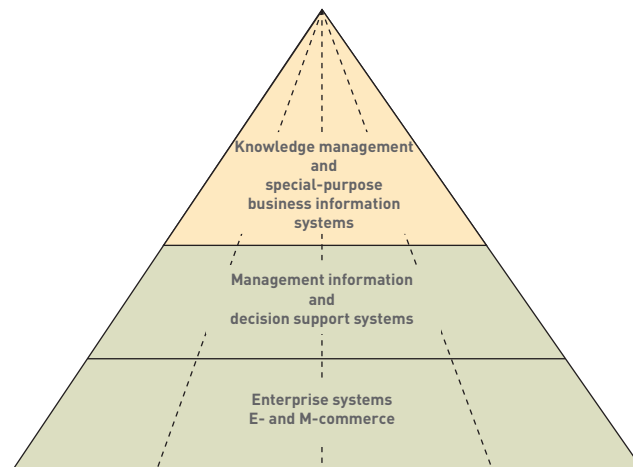 Knowledge management
and
special-purpose
business information
systems
Management information
and
decision support systems
Enterprise systems
E- and M-commerce